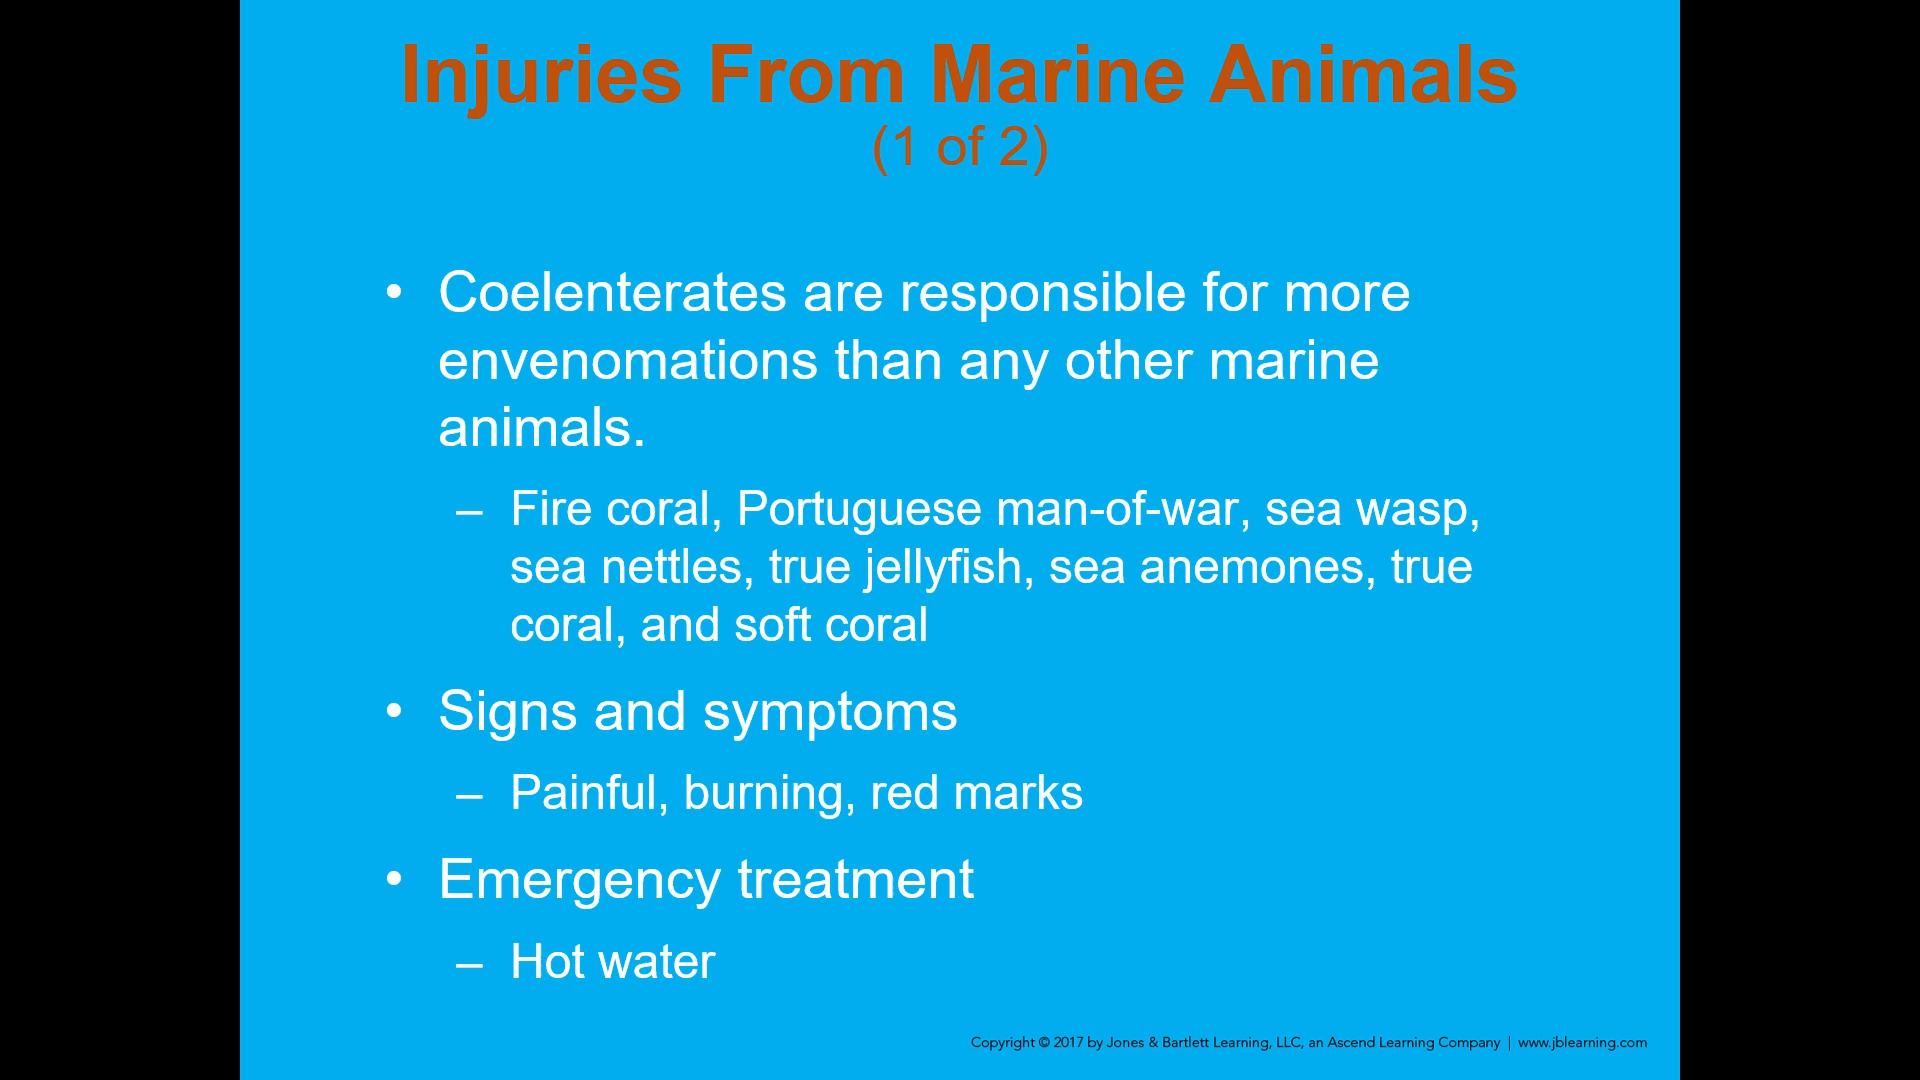 Injuries From Marine Animals
(1 of 2)
• Coelenterates are responsible for more
envenomations than any other marine
animals.
– Fire coral, Portuguese man-of-war, sea wasp,
sea nettles, true jellyfish, sea anemones, true
coral, and soft coral
• Signs and symptoms
– Painful, burning, red marks
• Emergency treatment
– Hot water
Copyright © 2017 by Jones & Bartlett Learning, LLC, an Ascend Learning Company | www.jblearning.com